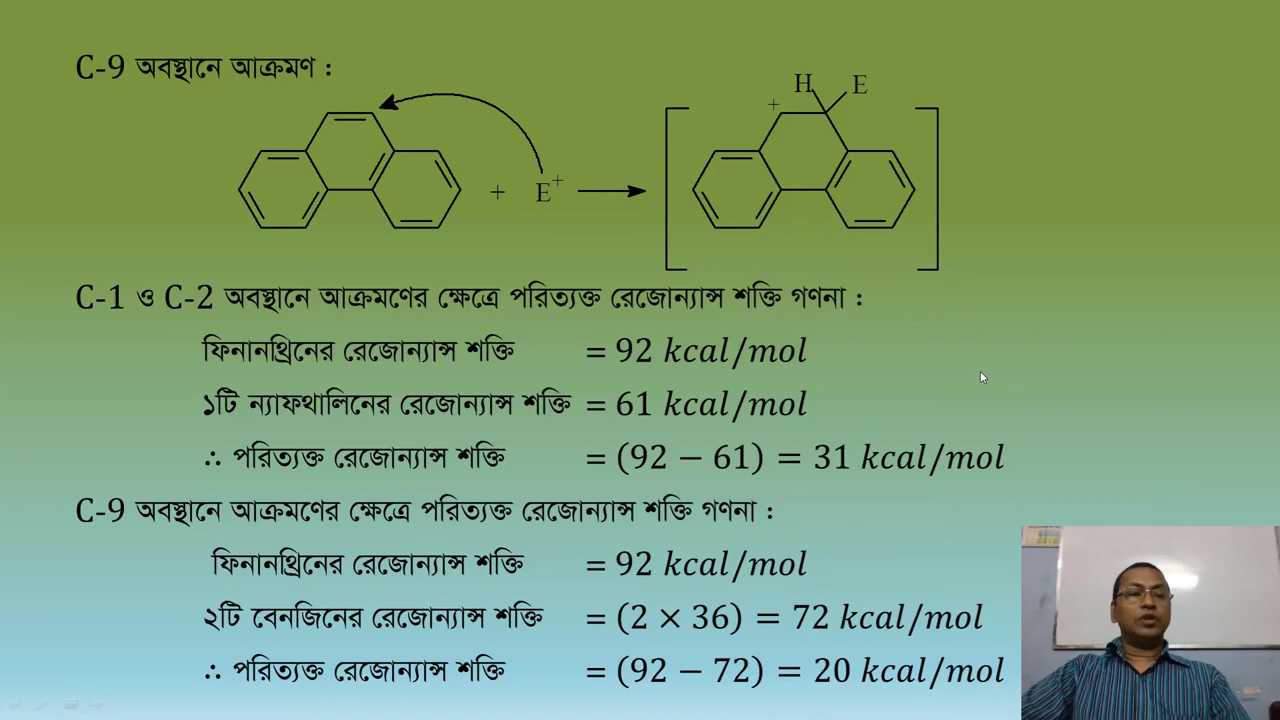 C-9 অবস্থানে আক্রমণ :
H E
+
+ E+
C-1 ও C-2 অবস্থানে আক্রমণের ক্ষেত্রে পরিত্যক্ত রেজোন্যান্স শক্তি গণনা :
ফিনানথ্রিনের রেজোন্যান্স শক্তি = 92 kcal/mol
১টি ন্যাফথালিনের রেজোন্যান্স শক্তি = 61 kcal/mol
∴ পরিত্যক্ত রেজোন্যান্স শক্তি = (92 − 61) = 31 kcal/mol
C-9 অবস্থানে আক্রমণের ক্ষেত্রে পরিত্যক্ত রেজোন্যান্স শক্তি গণনা :
ফিনানথ্রিনের রেজোন্যান্স শক্তি = 92 kcal/mol
২টি বেনজিনের রেজোন্যান্স শক্তি = (2 × 36) = 72 kcal/mol
∴ পরিত্যক্ত রেজোন্যান্স শক্তি = (92 − 72) = 20 kcal/mol